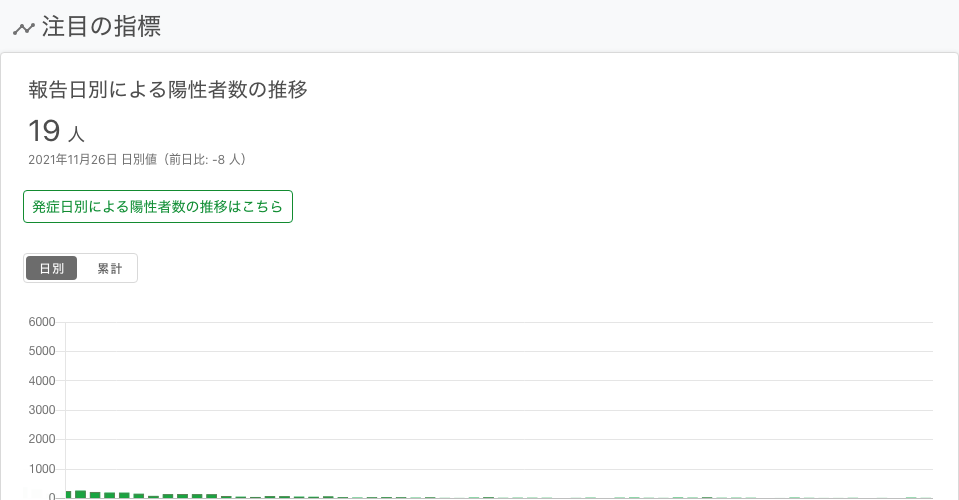 注目の指標
報告日別による陽性者数の推移
19 人
2021年11月26日 日別値（前日比: -8 人）
発症日別による陽性者数の推移はこちら
日別 累計
6000
5000
4000
3000
2000
1000
0